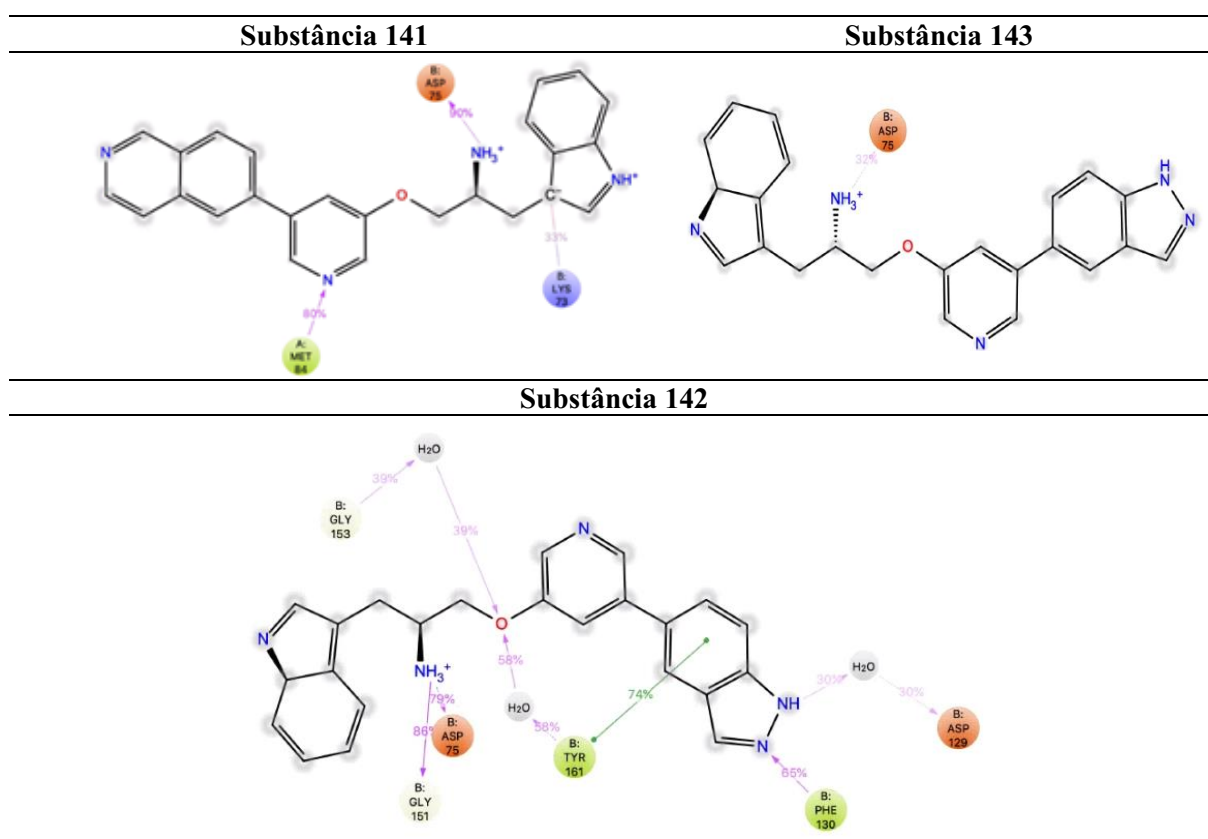 Substância 141
Substância 143
B:
ASP
75
90%
N
NH₃⁺
O
C⁻
NH⁺
33%
B:
LYS
73
N
80%
A:
MET
84
B:
ASP
75
32%
NH₃⁺
N
O
H
N
N
N
Substância 142
H₂O
39%
B:
GLY
153
39%
N
N
O
NH₃⁺
79%
86%
B:
ASP
75
B:
GLY
151
58%
H₂O
58%
B:
TYR
161
74%
NH
N
30%
H₂O
30%
B:
ASP
129
65%
B:
PHE
130